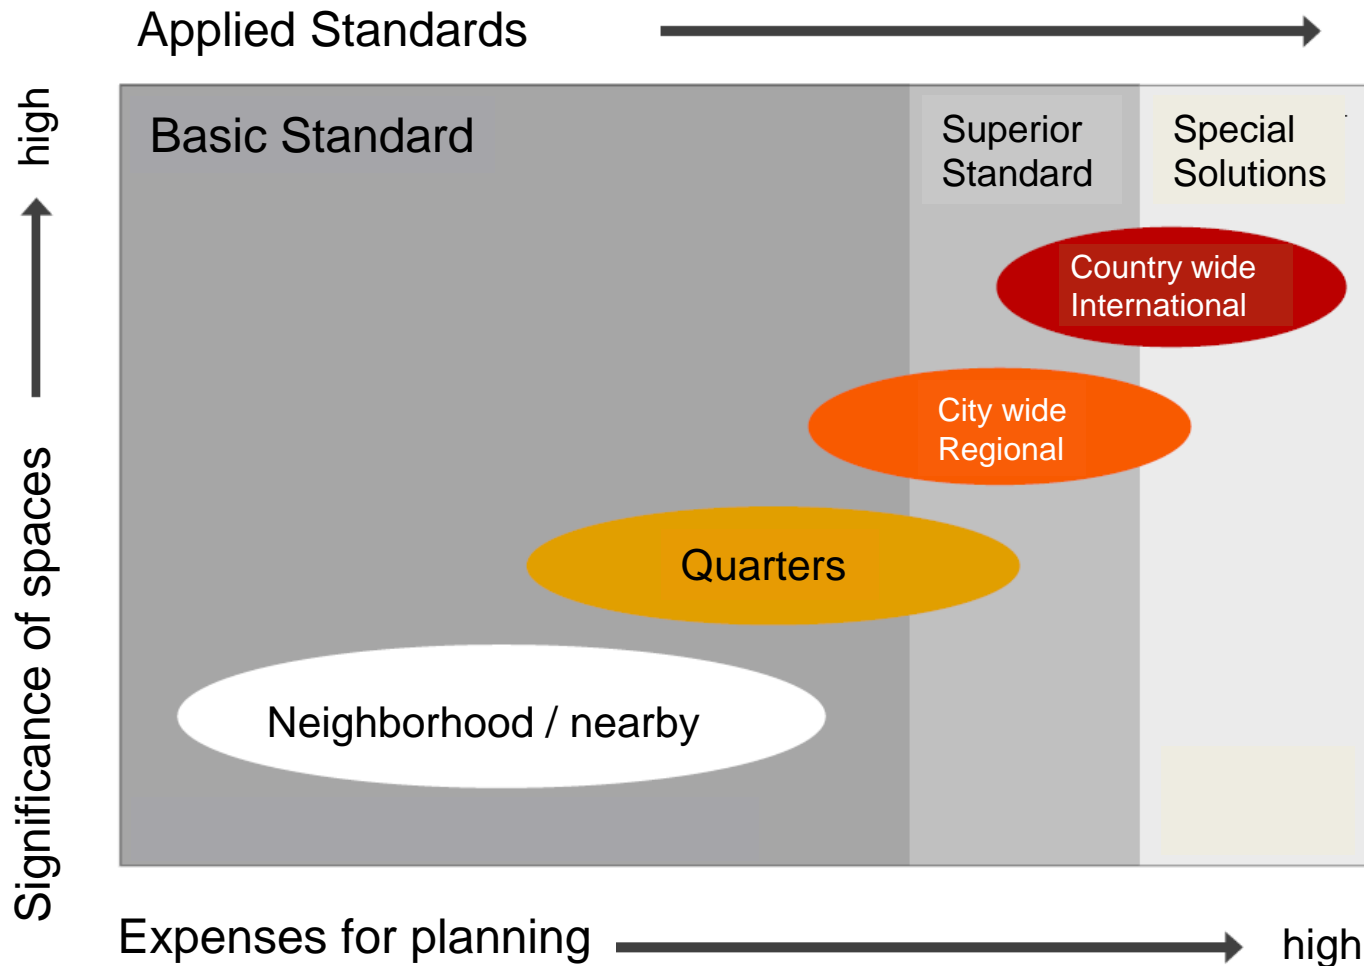 Applied Standards
high
Significance of spaces
Basic Standard
Superior
Standard
Special
Solutions
Country wide
International
City wide
Regional
Quarters
Neighborhood / nearby
Expenses for planning
high